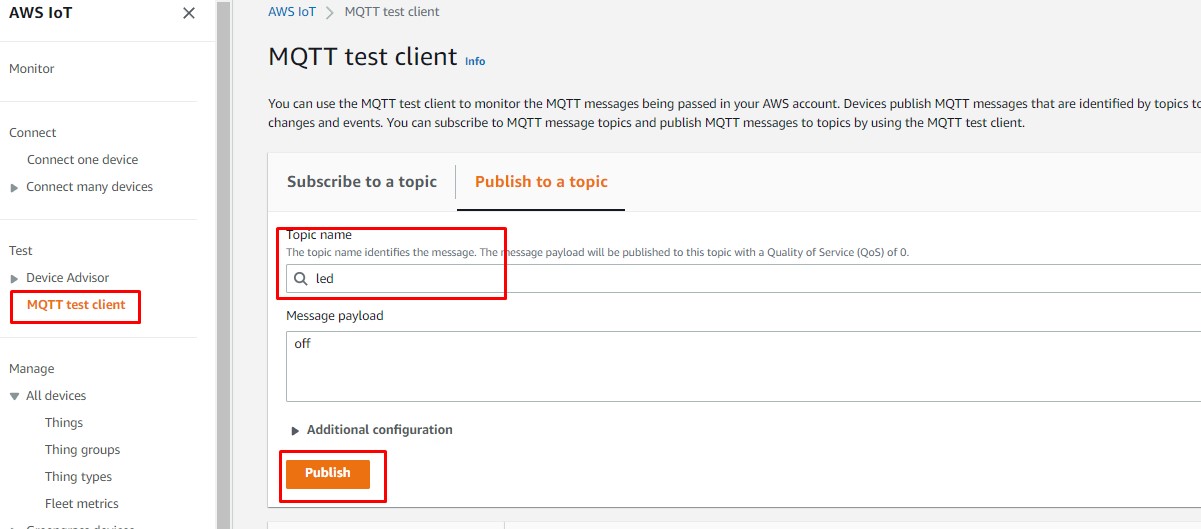 AWS IoT
Monitor
Connect
Connect one device
Connect many devices
Test
Device Advisor
MQTT test client
Manage
All devices
Things
Thing groups
Thing types
Fleet metrics
AWS IoT > MQTT test client
MQTT test client Info
You can use the MQTT test client to monitor the MQTT messages being passed in your AWS account. Devices publish MQTT messages that are identified by topics to
changes and events. You can subscribe to MQTT message topics and publish MQTT messages to topics by using the MQTT test client.
Subscribe to a topic
Publish to a topic
Topic name
The topic name identifies the message. The message payload will be published to this topic with a Quality of Service (QoS) of 0.
led
Message payload
off
Additional configuration
Publish